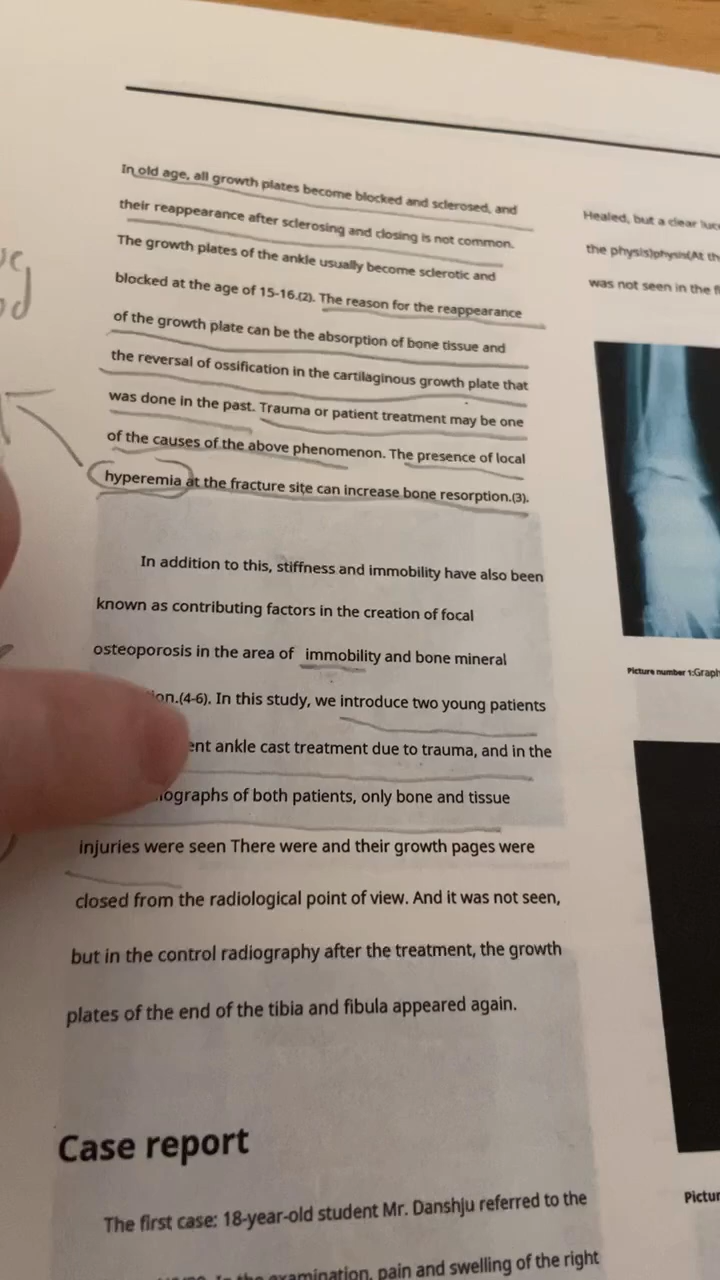 In old age, all growth plates become blocked and sclerosed, and
their reappearance after sclerosing and closing is not common.
The growth plates of the ankle usually become sclerotic and
blocked at the age of 15-16.(2). The reason for the reappearance
of the growth plate can be the absorption of bone tissue and
the reversal of ossification in the cartilaginous growth plate that
was done in the past. Trauma or patient treatment may be one
of the causes of the above phenomenon. The presence of local
hyperemia at the fracture site can increase bone resorption.(3).
In addition to this, stiffness and immobility have also been
known as contributing factors in the creation of focal
osteoporosis in the area of immobility and bone mineral
(4-6). In this study, we introduce two young patients
ankle cast treatment due to trauma, and in the
of both patients, only bone and tissue
injuries were seen There were and their growth pages were
closed from the radiological point of view. And it was not seen,
but in the control radiography after the treatment, the growth
plates of the end of the tibia and fibula appeared again.
Case report
The first case: 18-year-old student Mr. Danshju referred to the
examination, pain and swelling of the right
Healed, but a clear
the physis)physis(At
was not seen in the
Picture number 1: